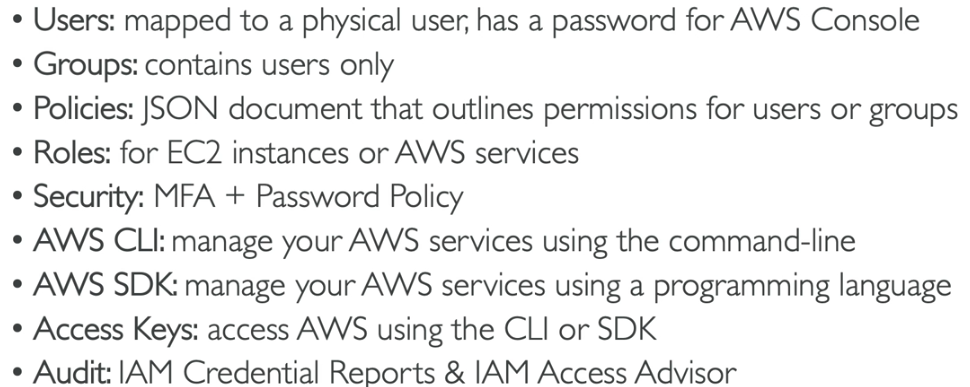 • Users: mapped to a physical user, has a password for AWS Console
• Groups: contains users only
• Policies: JSON document that outlines permissions for users or groups
• Roles: for EC2 instances or AWS services
• Security: MFA + Password Policy
• AWS CLI: manage your AWS services using the command-line
• AWS SDK: manage your AWS services using a programming language
• Access Keys: access AWS using the CLI or SDK
• Audit: IAM Credential Reports & IAM Access Advisor